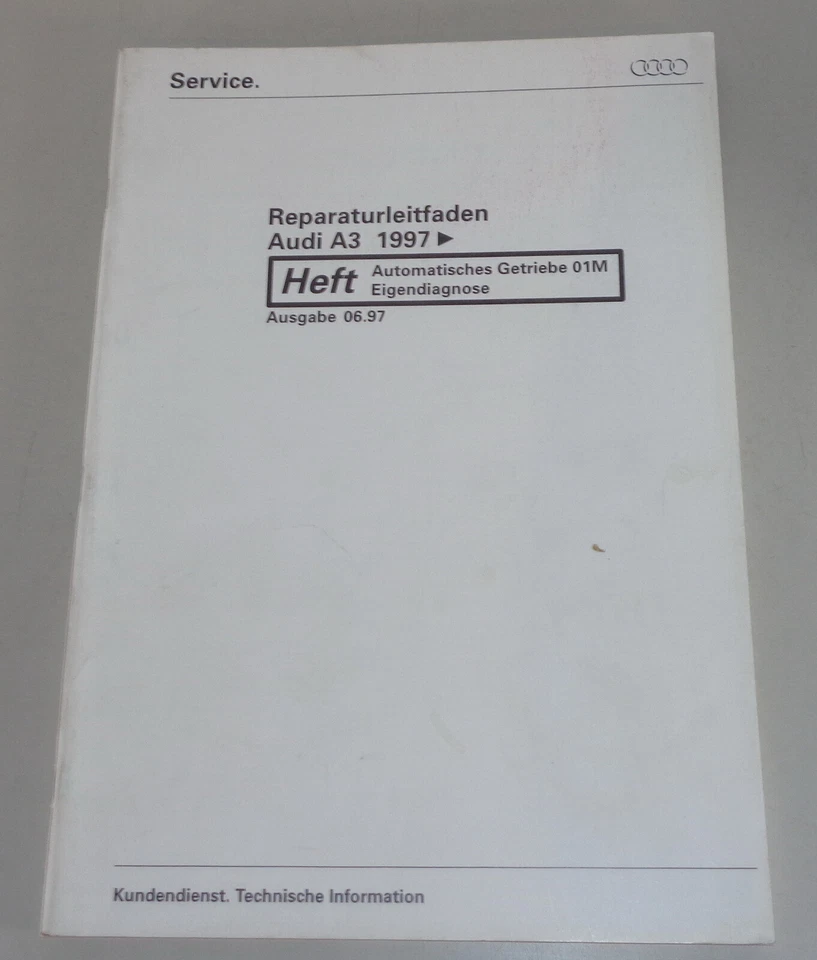 Service.
Reparaturleitfaden
Audi A3 1997 ►
Heft
Automatisches Getriebe 01M
Eigendiagnose
Ausgabe 06.97
Kundendienst. Technische Information